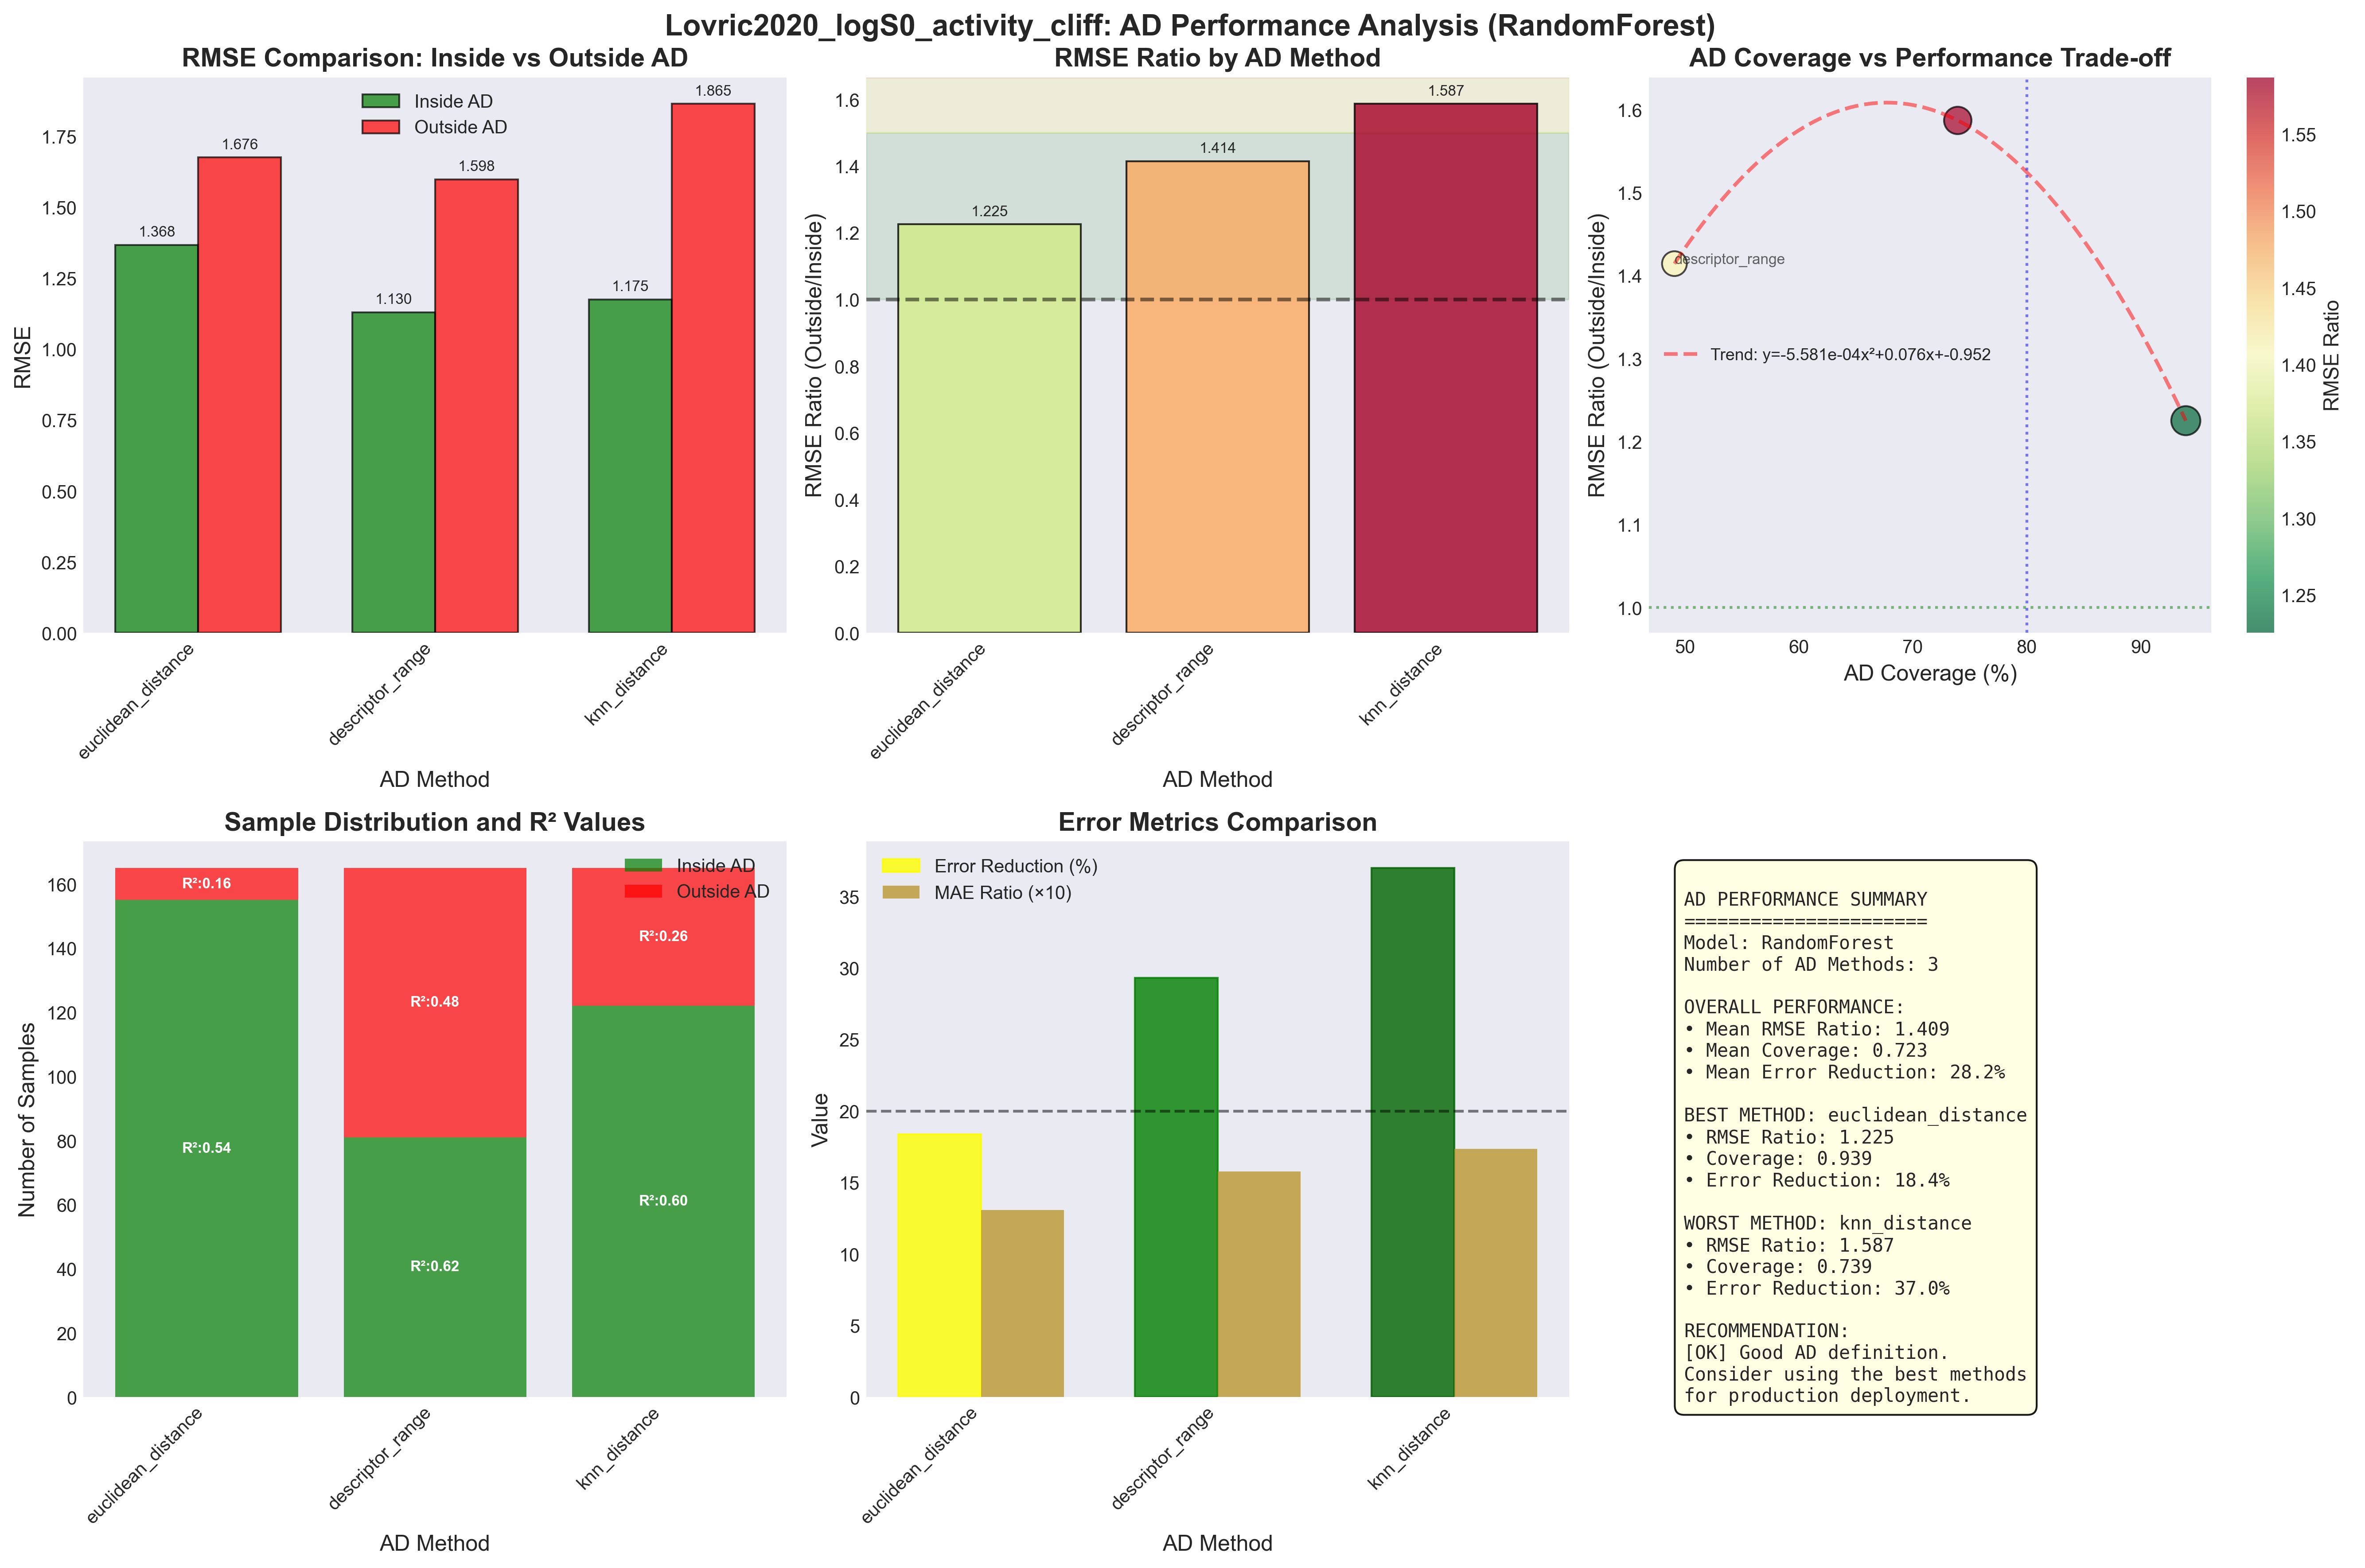 Lovric2020_logS0_activity_cliff: AD Performance Analysis (RandomForest)
RMSE Comparison: Inside vs Outside AD
Inside AD
Outside AD
1.368
1.676
1.130
1.598
1.175
1.865
RMSE
1.75
1.50
1.25
1.00
0.75
0.50
0.25
0.00
euclidean_distance
descriptor_range
knn_distance
AD Method
RMSE Ratio by AD Method
1.225
1.414
1.587
RMSE Ratio (Outside/Inside)
1.6
1.4
1.2
1.0
0.8
0.6
0.4
0.2
0.0
euclidean_distance
descriptor_range
knn_distance
AD Method
AD Coverage vs Performance Trade-off
RMSE Ratio (Outside/Inside)
1.6
1.5
1.4
1.3
1.2
1.1
1.0
descriptor_range
Trend: y=-5.581e-04x²+0.076x+-0.952
50
60
70
80
90
AD Coverage (%)
1.55
1.50
1.45
1.40
1.35
1.30
1.25
RMSE Ratio
Sample Distribution and R² Values
Inside AD
Outside AD
R²:0.16
R²:0.54
R²:0.48
R²:0.62
R²:0.26
R²:0.60
Number of Samples
160
140
120
100
80
60
40
20
0
euclidean_distance
descriptor_range
knn_distance
AD Method
Error Metrics Comparison
Error Reduction (%)
MAE Ratio (×10)
Value
35
30
25
20
15
10
5
0
euclidean_distance
descriptor_range
knn_distance
AD Method
AD PERFORMANCE SUMMARY
======================
Model: RandomForest
Number of AD Methods: 3
OVERALL PERFORMANCE:
• Mean RMSE Ratio: 1.409
• Mean Coverage: 0.723
• Mean Error Reduction: 28.2%
BEST METHOD: euclidean_distance
• RMSE Ratio: 1.225
• Coverage: 0.939
• Error Reduction: 18.4%
WORST METHOD: knn_distance
• RMSE Ratio: 1.587
• Coverage: 0.739
• Error Reduction: 37.0%
RECOMMENDATION:
[OK] Good AD definition.
Consider using the best methods
for production deployment.